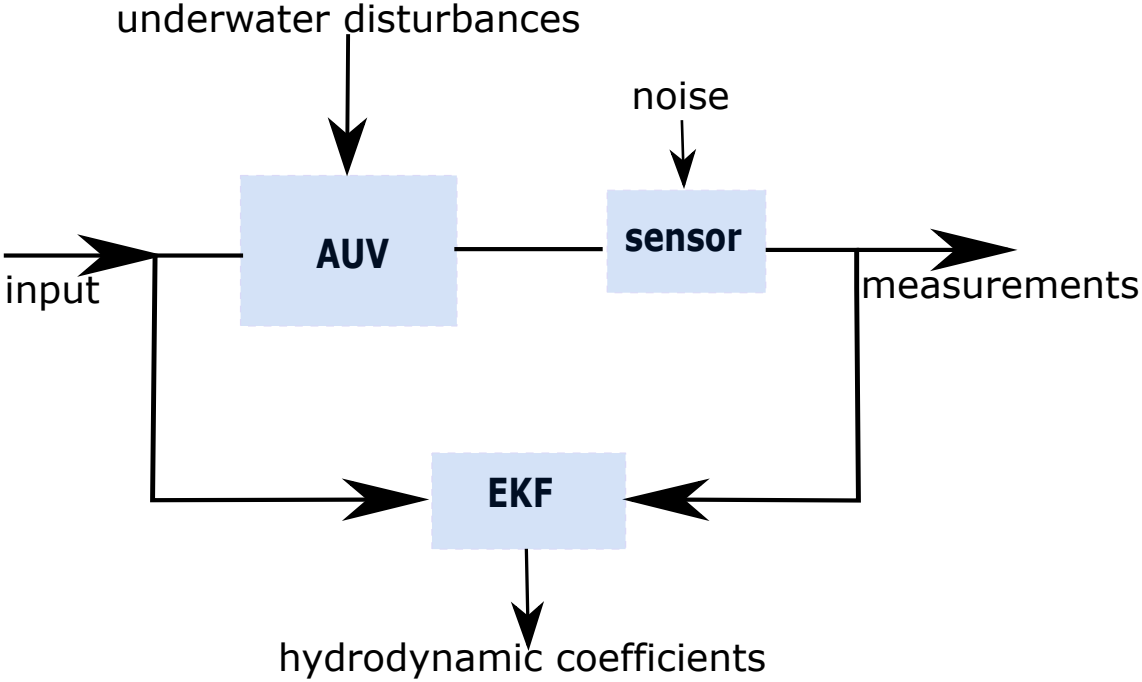 underwater disturbances
noise
AUV
sensor
input
measurements
EKF
hydrodynamic coefficients